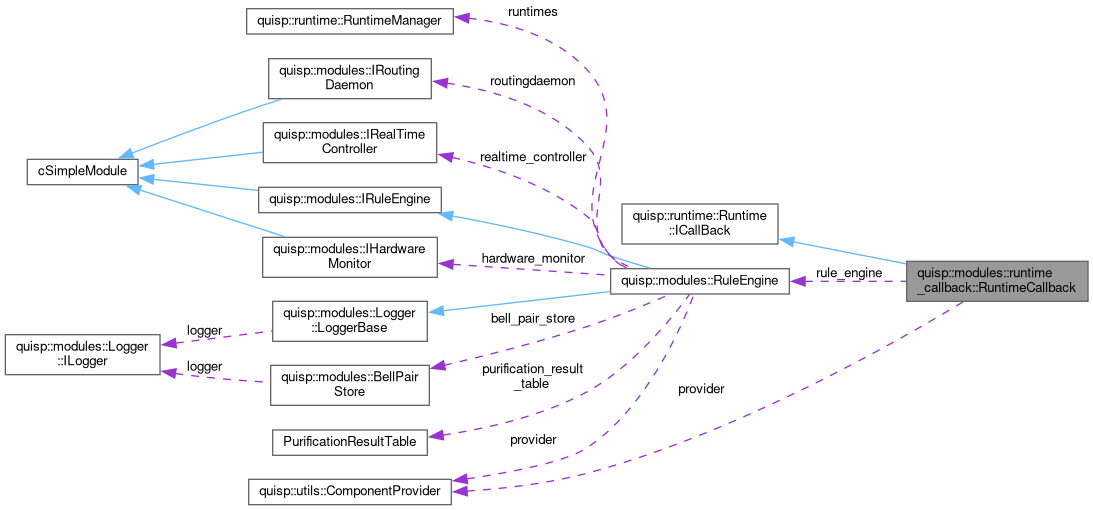 quisp::runtime::RuntimeManager
runtimes
quisp::modules::IRouting
Daemon
routingdaemon
quisp::modules::IRealTime
Controller
realtime_controller
cSimpleModule
quisp::modules::IRuleEngine
quisp::runtime::Runtime
::ICallBack
quisp::modules::IHardware
Monitor
hardware_monitor
quisp::modules::RuleEngine
rule_engine
quisp::modules::runtime
_callback::RuntimeCallback
quisp::modules::Logger
::LoggerBase
bell_pair_store
logger
quisp::modules::Logger
::ILogger
logger
quisp::modules::BellPair
Store
purification_result
_table
provider
PurificationResultTable
provider
quisp::utils::ComponentProvider